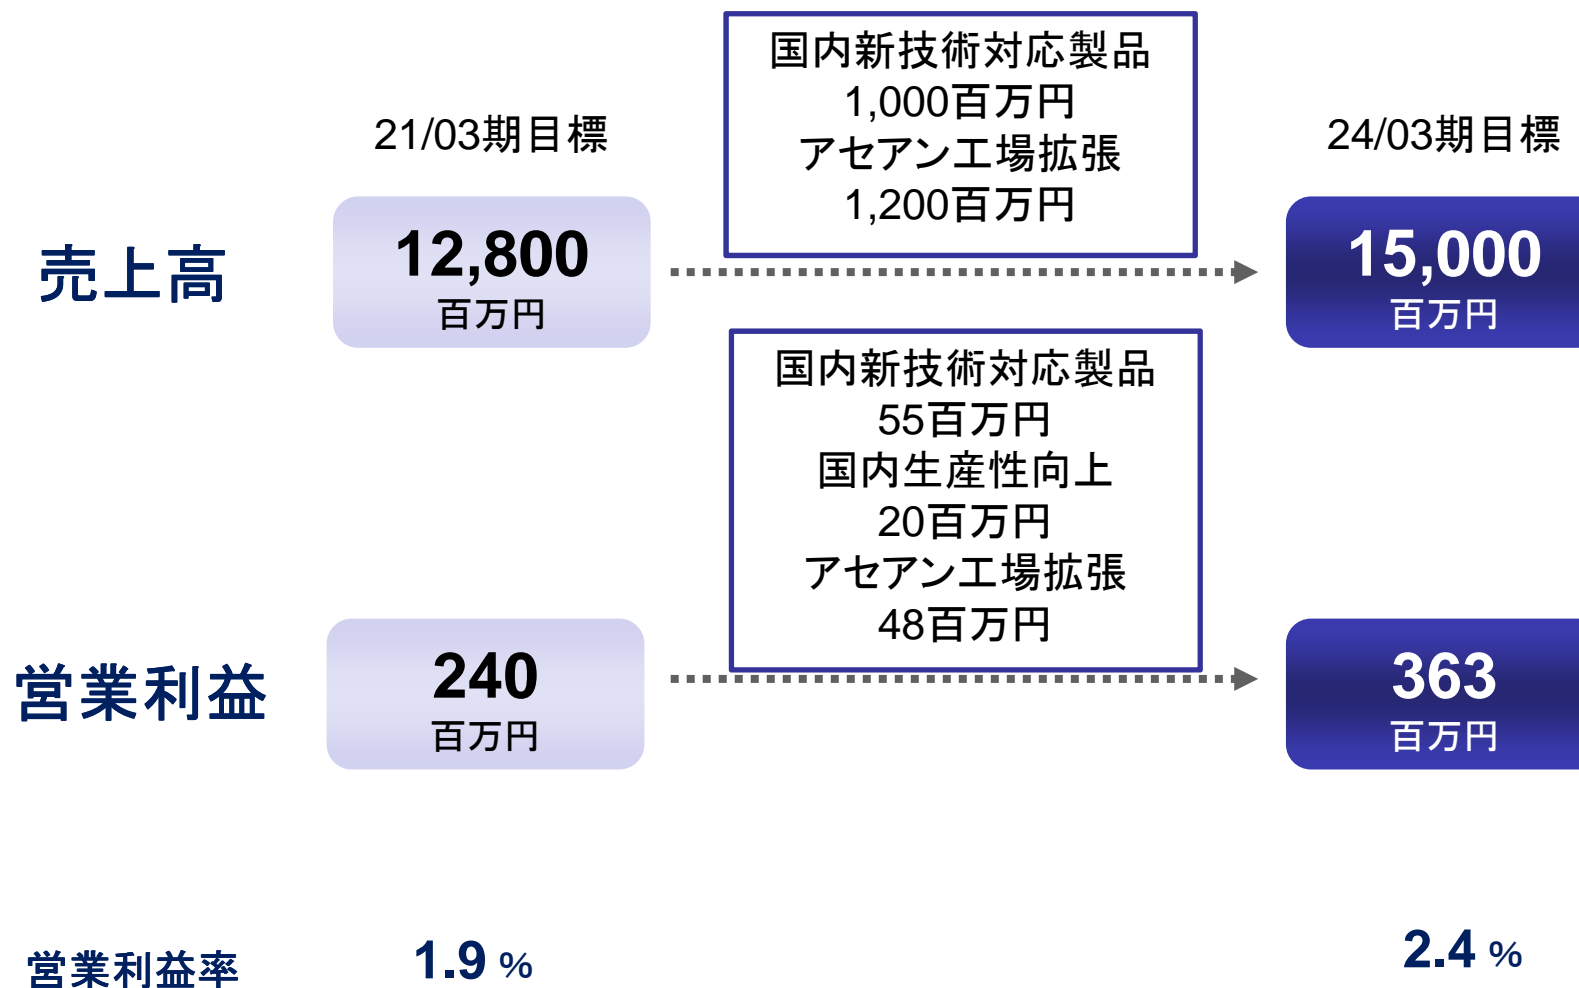 21/03期目標
国内新技術対応製品
1,000百万円
アセアン工場拡張
1,200百万円
24/03期目標
売上高
12,800
百万円
15,000
百万円
国内新技術対応製品
55百万円
国内生産性向上
20百万円
アセアン工場拡張
48百万円
営業利益
240
百万円
363
百万円
営業利益率
1.9 %
2.4 %